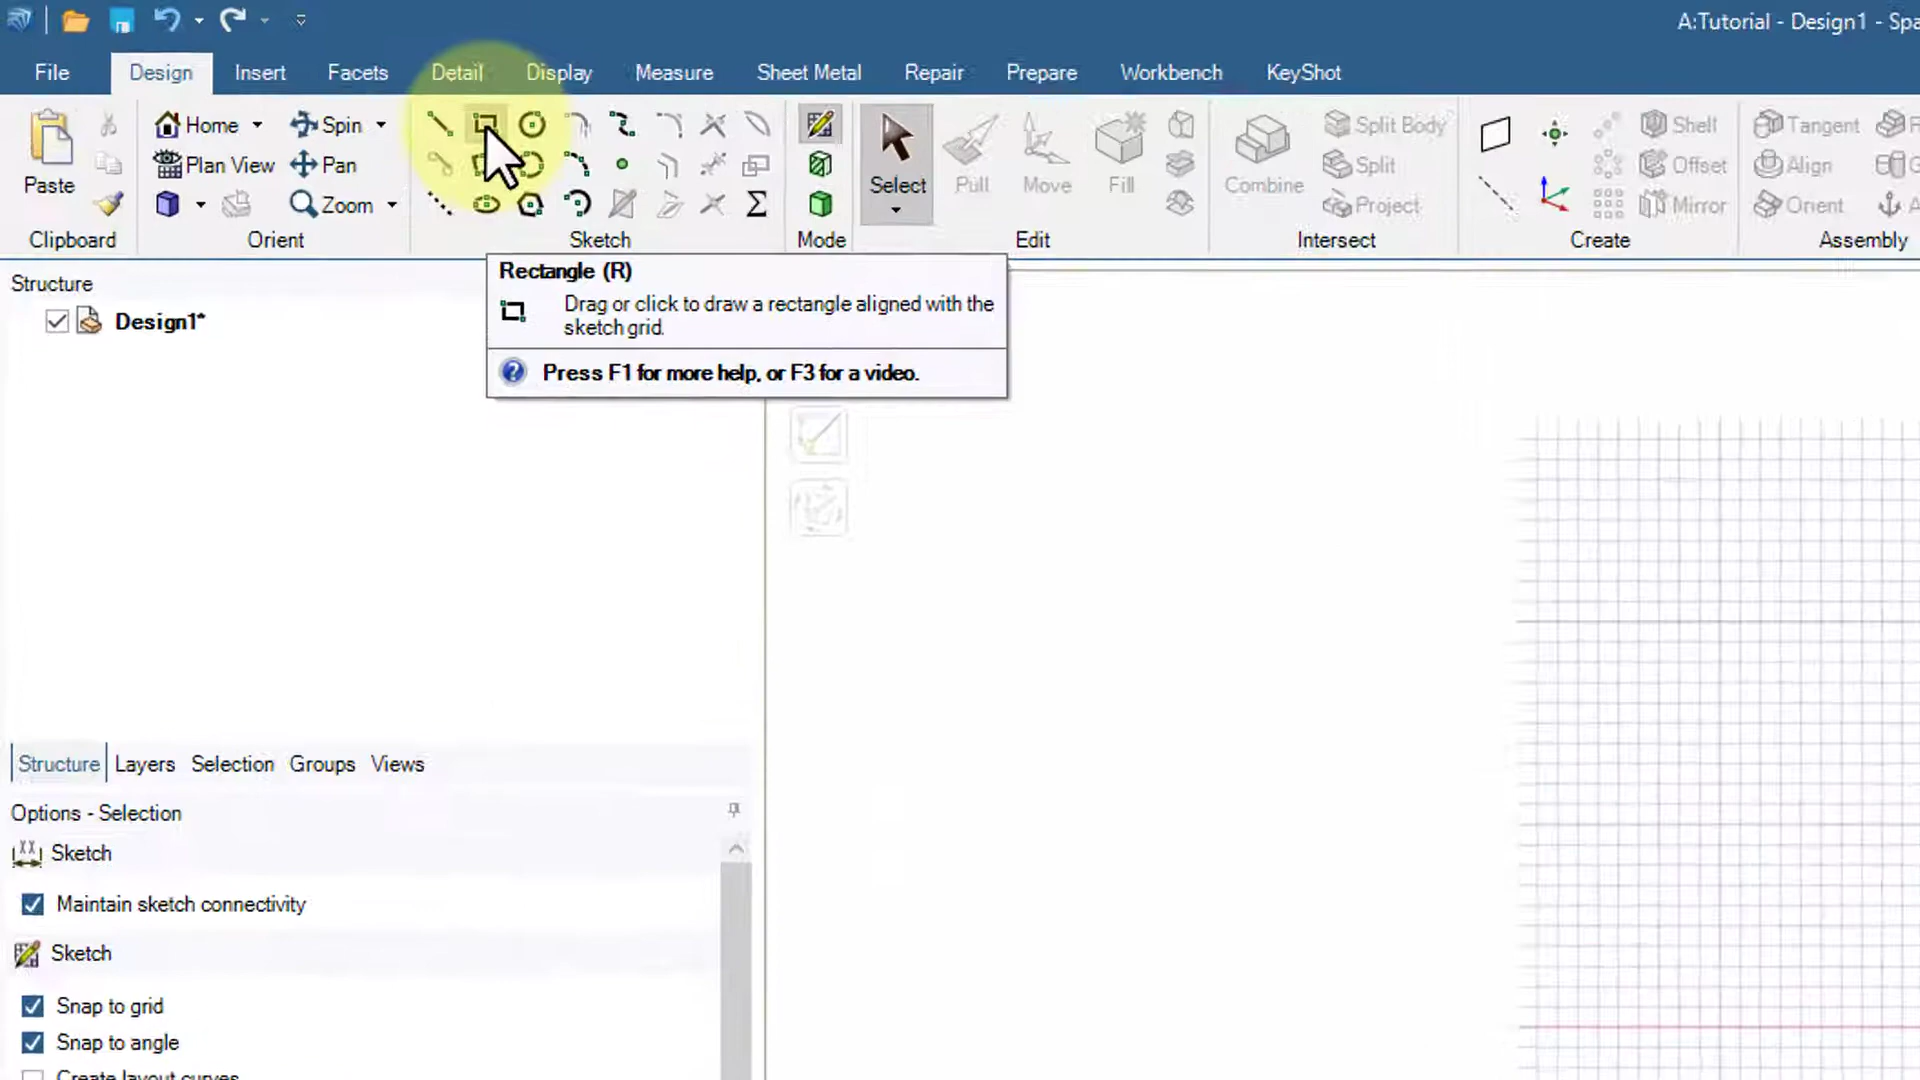 A:Tutorial - Design1 - Spa
File Design Insert Facets Detail Display Measure Sheet Metal Repair Prepare Workbench KeyShot
Paste
Home Spin
Plan View Pan
Zoom
Select Pull Move Fill
Combine
Split Body
Split
Project
Shell
Offset
Mirror
Tangent
Align
Orient
Clipboard Orient Sketch Mode Edit Intersect Create Assembly
Rectangle (R)
Drag or click to draw a rectangle aligned with the
sketch grid.
Press F1 for more help, or F3 for a video.
Structure
Design1*
Structure Layers Selection Groups Views
Options - Selection
Sketch
Maintain sketch connectivity
Sketch
Snap to grid
Snap to angle
Create layout curves